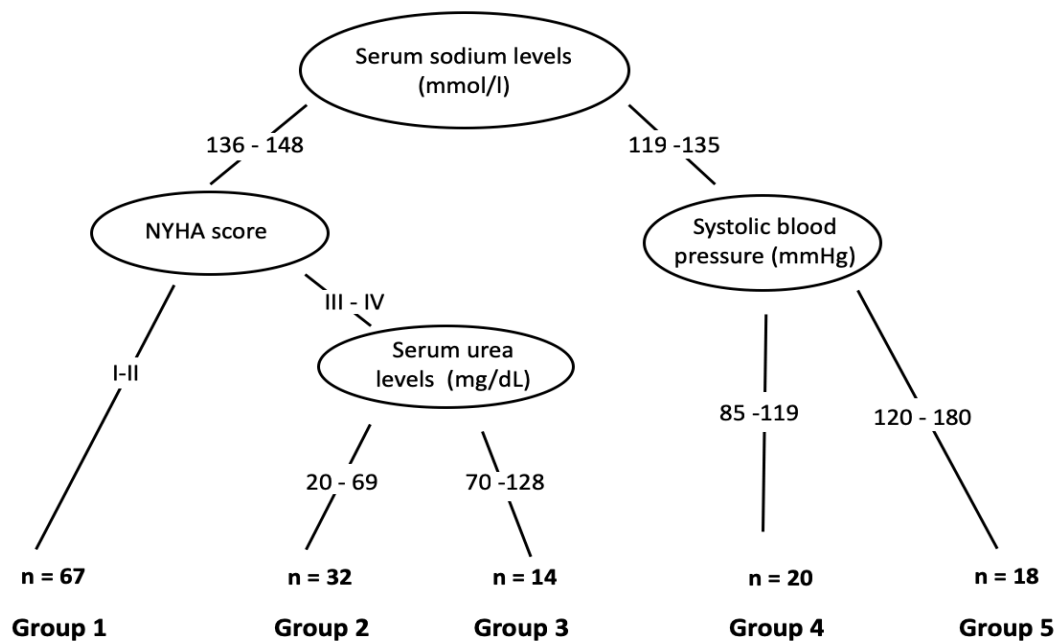 Serum sodium levels
(mmol/l)
136 - 148
119 -135
NYHA score
Systolic blood
pressure (mmHg)
III - IV
Serum urea
levels (mg/dL)
I-II
85 -119
120 - 180
20 - 69
70 -128
n = 67
n = 32
n = 14
n = 20
n = 18
Group 1
Group 2
Group 3
Group 4
Group 5